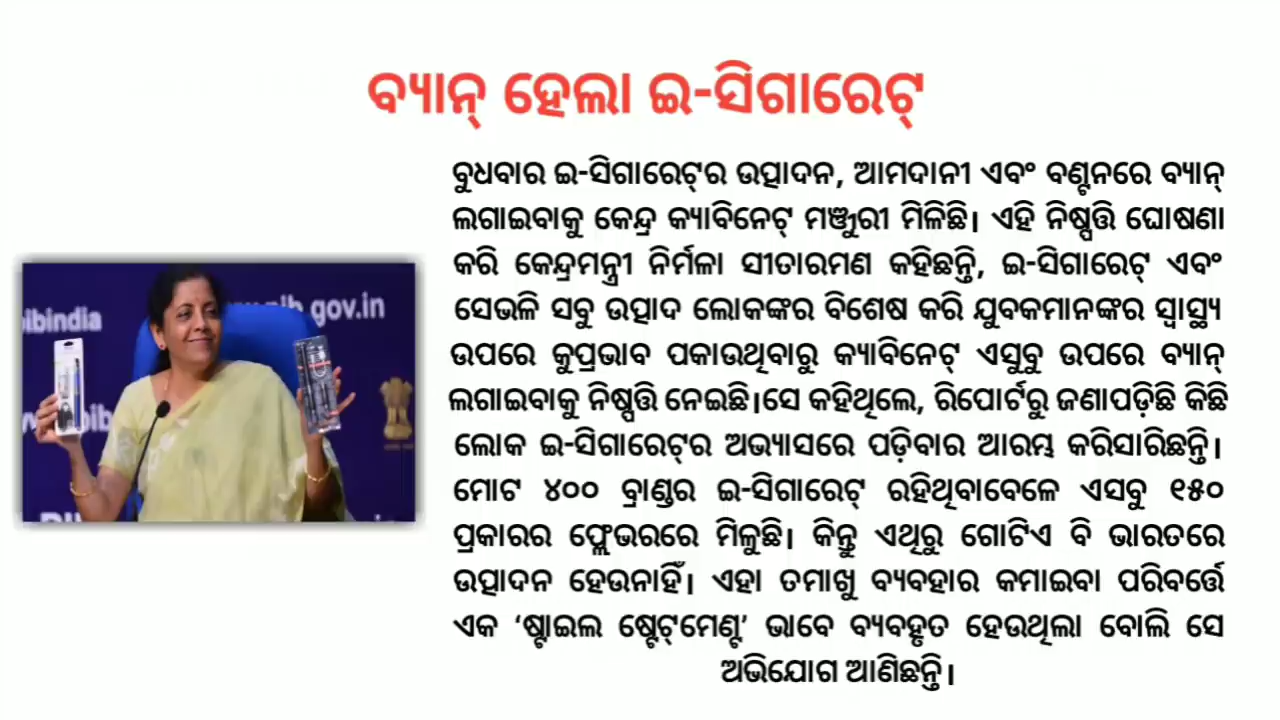 ବ୍ୟାନ୍ ହେଲା ଇ-ସିଗାରେଟ୍
ବୁଧବାର ଇ-ସିଗାରେଟ୍‌ର ଉତ୍ପାଦନ, ଆମଦାନୀ ଏବଂ ବଣ୍ଟନରେ ବ୍ୟାନ୍
ଲଗାଇବାକୁ କେନ୍ଦ୍ର କ୍ୟାବିନେଟ୍ ମଞ୍ଜୁରୀ ମିଳିଛି। ଏହି ନିଷ୍ପତ୍ତି ଘୋଷଣା
କରି କେନ୍ଦ୍ରମନ୍ତ୍ରୀ ନିର୍ମଳା ସୀତାରମଣ କହିଛନ୍ତି, ଇ-ସିଗାରେଟ୍ ଏବଂ
ସେଭଳି ସବୁ ଉତ୍ପାଦ ଲୋକଙ୍କର ବିଶେଷ କରି ଯୁବକମାନଙ୍କର ସ୍ୱାସ୍ଥ୍ୟ
ଉପରେ କୁପ୍ରଭାବ ପକାଉଥିବାରୁ କ୍ୟାବିନେଟ୍ ଏସୁବୁ ଉପରେ ବ୍ୟାନ୍
ଲଗାଇବାକୁ ନିଷ୍ପତ୍ତି ନେଇଛି।ସେ କହିଥିଲେ, ରିପୋର୍ଟରୁ ଜଣାପଡ଼ିଛି କିଛି
ଲୋକ ଇ-ସିଗାରେଟ୍‌ର ଅଭ୍ୟାସରେ ପଡ଼ିବାର ଆରମ୍ଭ କରିସାରିଛନ୍ତି।
ମୋଟ ୪୦୦ ବ୍ରାଣ୍ଡର ଇ-ସିଗାରେଟ୍ ରହିଥିବାବେଳେ ଏସବୁ ୧୫୦
ପ୍ରକାରର ଫ୍ଲେଭରରେ ମିଳୁଛି। କିନ୍ତୁ ଏଥିରୁ ଗୋଟିଏ ବି ଭାରତରେ
ଉତ୍ପାଦନ ହେଉନାହିଁ। ଏହା ତମାଖୁ ବ୍ୟବହାର କମାଇବା ପରିବର୍ତ୍ତେ
ଏକ ‘ଷ୍ଟାଇଲ ଷ୍ଟେଟ୍‌ମେଣ୍ଟ’ ଭାବେ ବ୍ୟବହୃତ ହେଉଥିଲା ବୋଲି ସେ
ଅଭିଯୋଗ ଆଣିଛନ୍ତି।
pibindia
gov.in